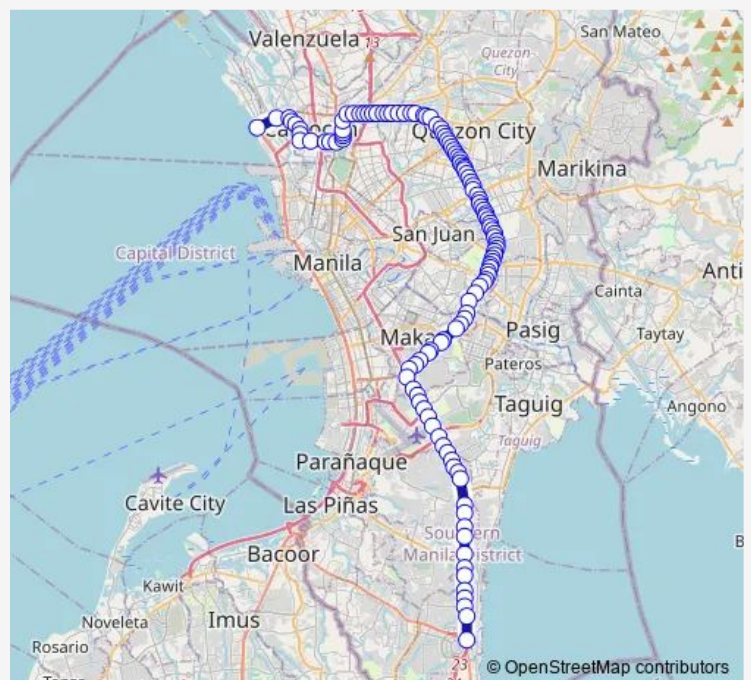 San Mateo
Valenzuela
13
Quezon
City
Quezon City
Marikina
San Juan
Capital District
Manila
Anti
Cainta
Pasig
Taytay
Pateros
Taguig
Angono
Taguig
Parañaque
Cavite City
Las Piñas
Southern
Manila District
Bacoor
B
Kawit
Imus
Noveleta
Rosario
23
© OpenStreetMap contributors